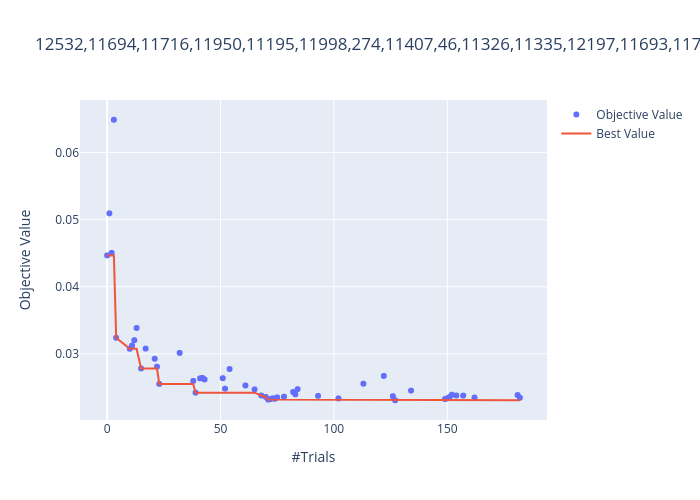 12532,11694,11716,11950,11195,11998,274,11407,46,11326,11335,12197,11693,117
Objective Value
Best Value
0.06
0.05
0.04
0.03
Objective Value
0
50
100
150
#Trials